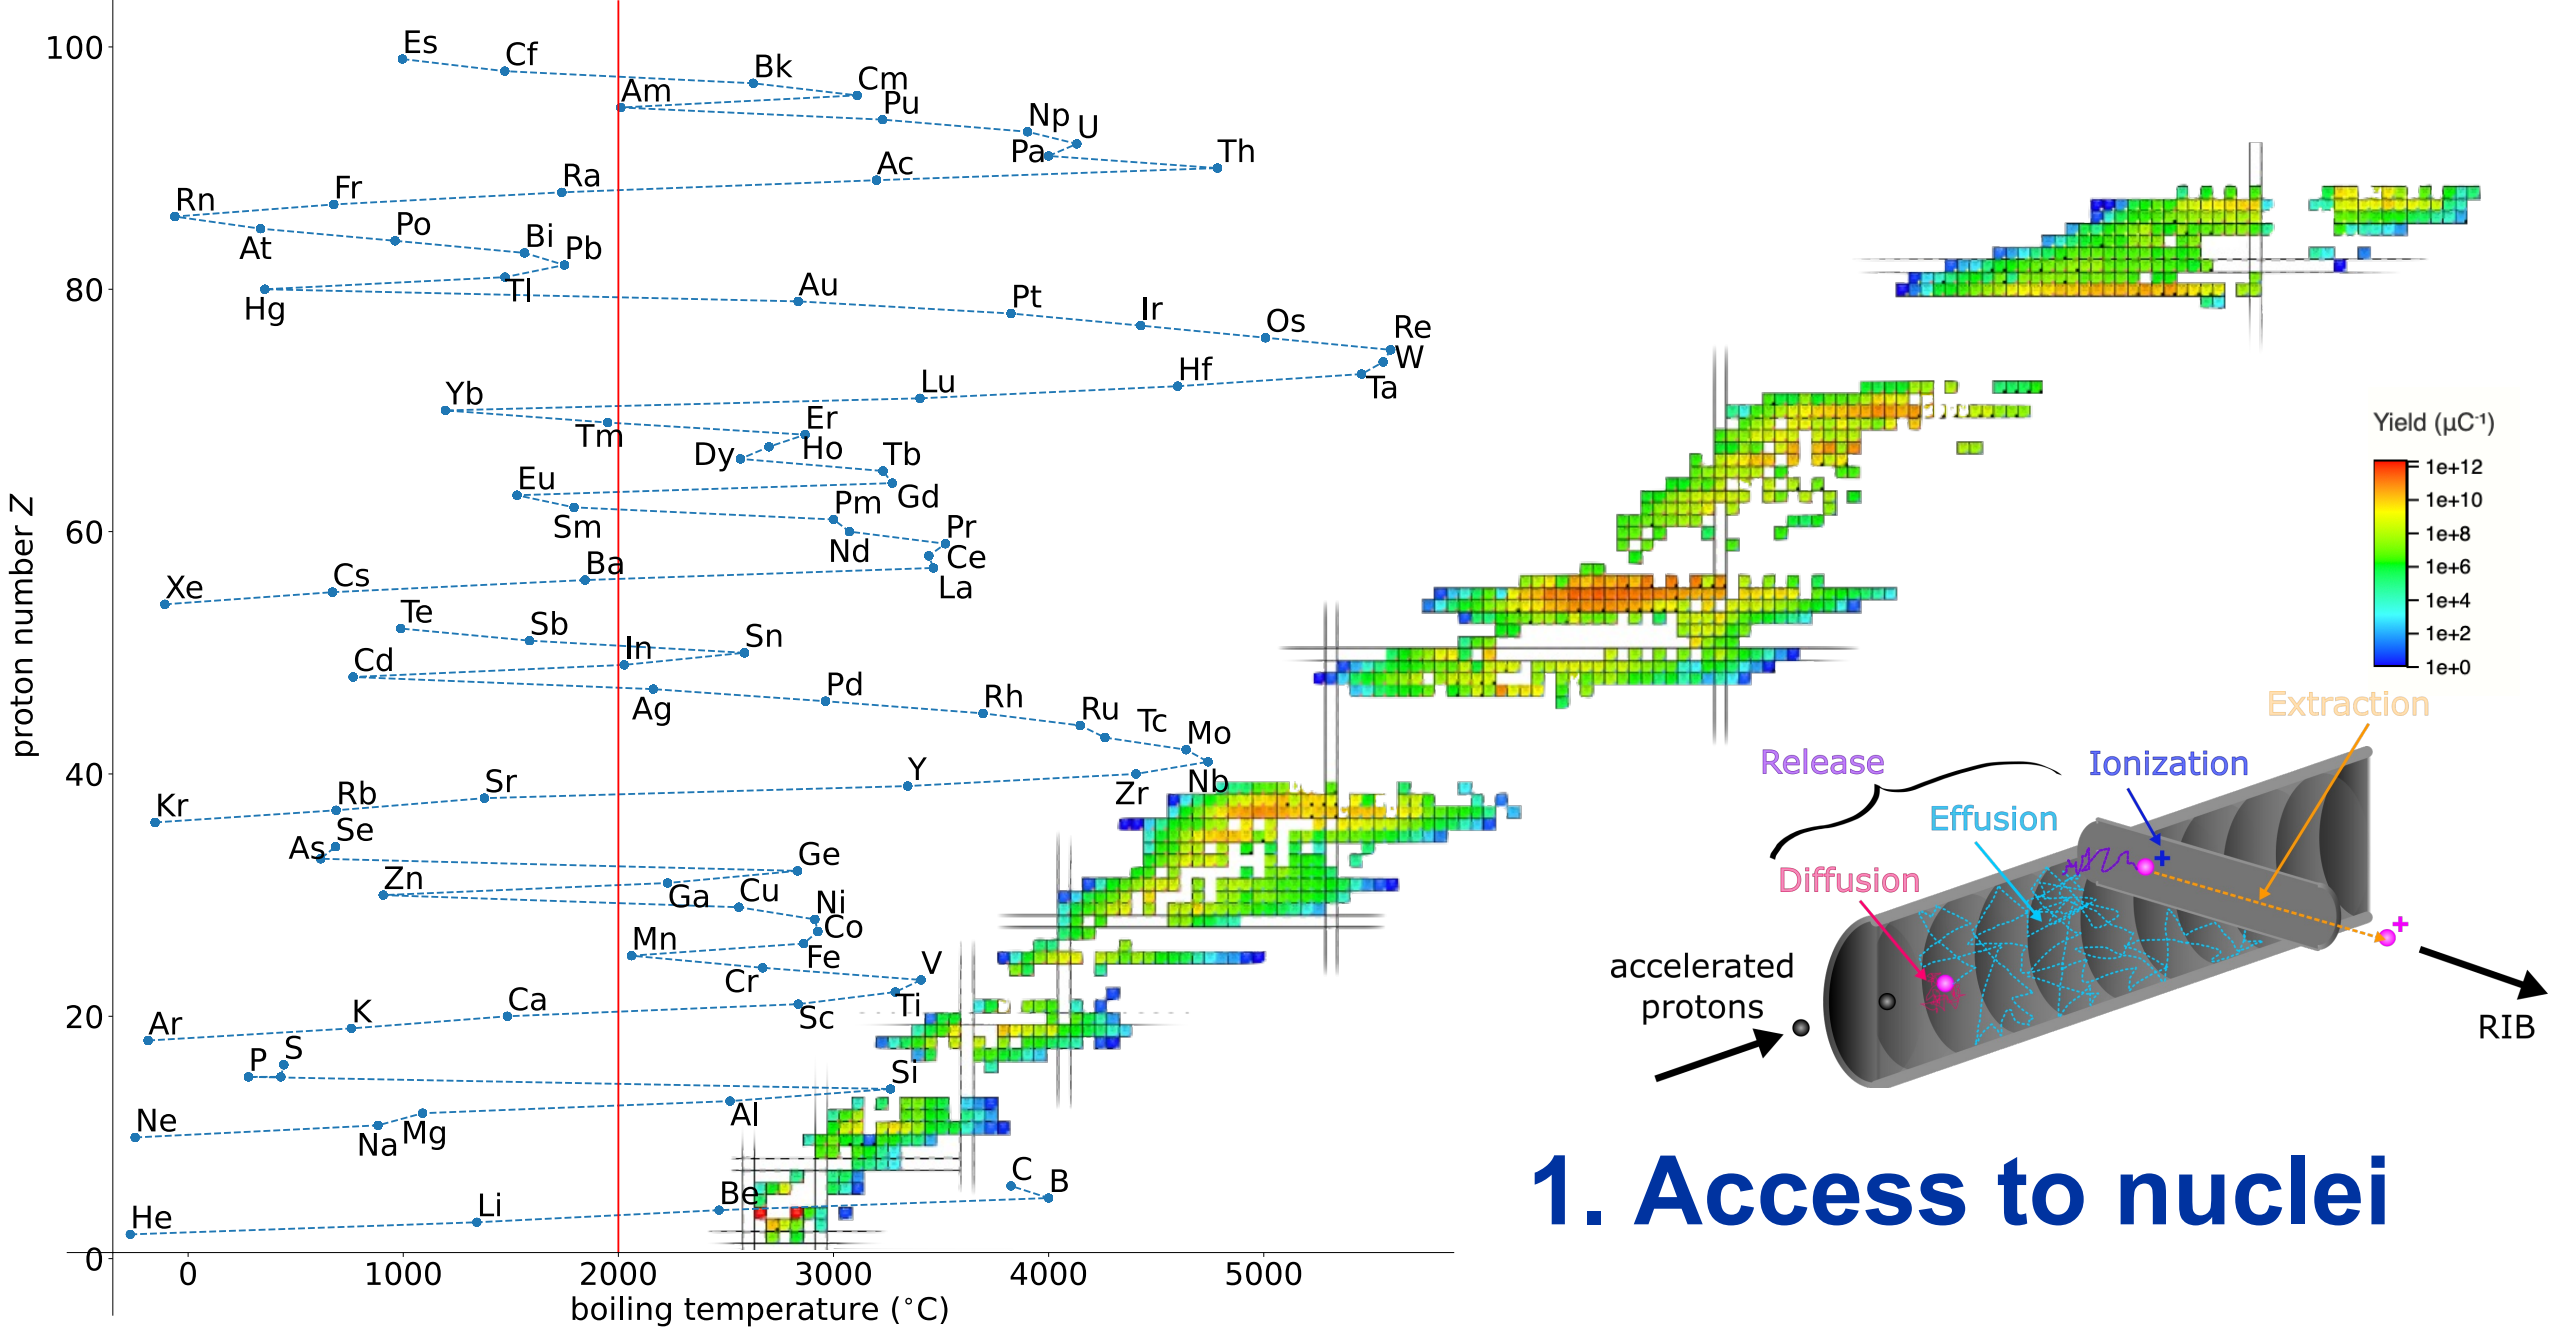 100
80
60
40
20
0
proton number Z
0
1000
2000
3000
4000
5000
boiling temperature (°C)
Es
Cf
Bk
Cm
Am
Pu
Np
U
Pa
Th
Ac
Ra
Fr
Rn
At
Po
Bi
Pb
Tl
Hg
Au
Pt
Ir
Os
Re
W
Ta
Hf
Lu
Yb
Tm
Er
Ho
Dy
Tb
Gd
Eu
Sm
Pm
Nd
Pr
Ce
La
Ba
Cs
Xe
Te
Sb
Sn
In
Cd
Ag
Pd
Rh
Ru
Tc
Mo
Nb
Zr
Y
Sr
Rb
Kr
Se
As
Ge
Ga
Zn
Cu
Ni
Co
Fe
Mn
Cr
V
Ti
Sc
Ca
K
Ar
S
P
Si
Al
Mg
Na
Ne
C
B
Be
Li
He
Yield (µC⁻¹)
1e+12
1e+10
1e+8
1e+6
1e+4
1e+2
1e+0
Extraction
Release
Ionization
Effusion
Diffusion
+
+
accelerated
protons
RIB
1. Access to nuclei